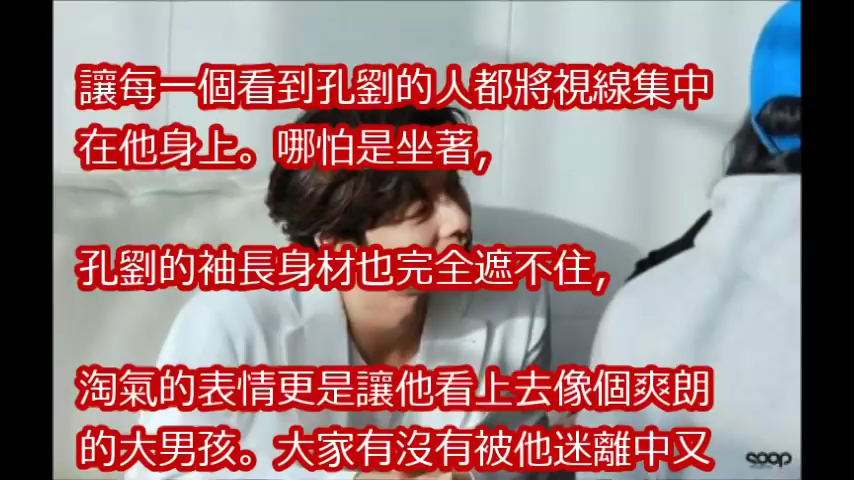 讓每一個看到孔劉的人都將視線集中
在他身上。哪怕是坐著,
孔劉的袖長身材也完全遮不住,
淘氣的表情更是讓他看上去像個爽朗
的大男孩。大家有沒有被他迷離中又
soop